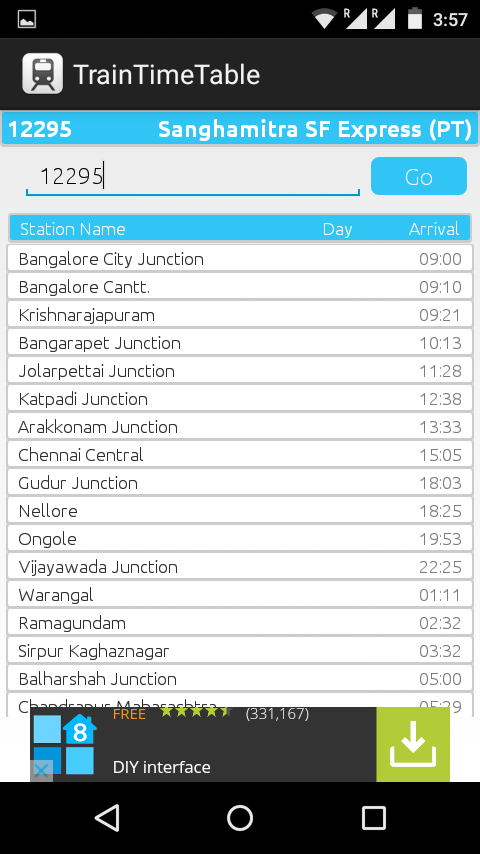 R R 3:57
TrainTimeTable
12295 Sanghamitra SF Express (PT)
12295 Go
Station Name Day Arrival
Bangalore City Junction 09:00
Bangalore Cantt. 09:10
Krishnarajapuram 09:21
Bangarapet Junction 10:13
Jolarpettai Junction 11:28
Katpadi Junction 12:38
Arakkonam Junction 13:33
Chennai Central 15:05
Gudur Junction 18:03
Nellore 18:25
Ongole 19:53
Vijayawada Junction 22:25
Warangal 01:11
Ramagundam 02:32
Sirpur Kaghaznagar 03:32
Balharshah Junction 05:00
Chandrapur Maharashtra 05:29
8 FREE (331,167)
DIY interface